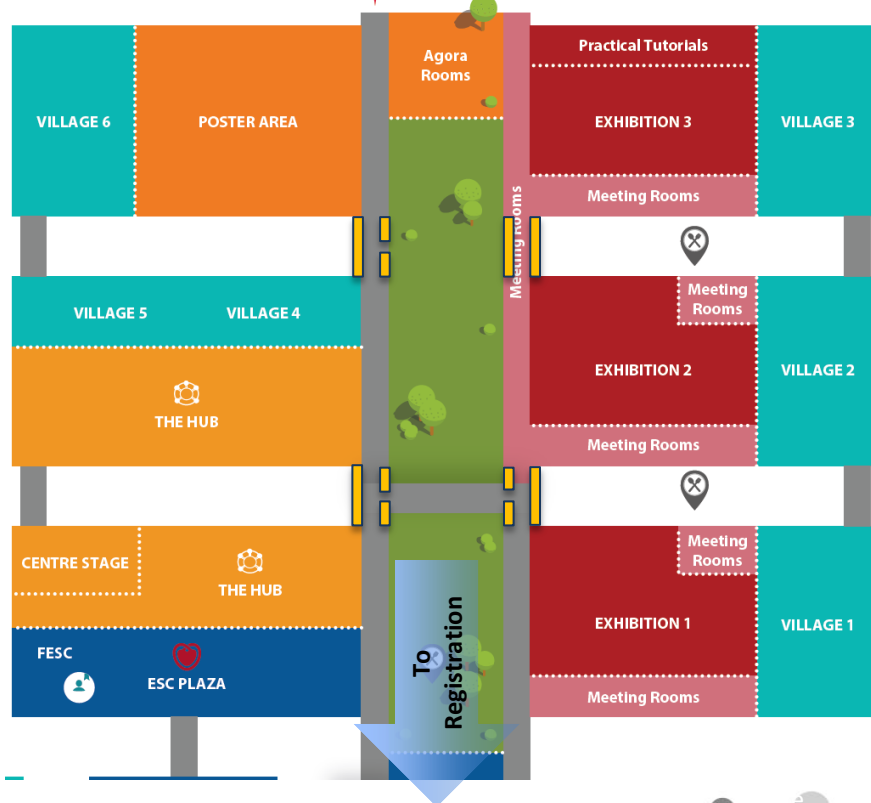 Agora
Rooms
Practical Tutorials
VILLAGE 6
POSTER AREA
EXHIBITION 3
VILLAGE 3
Meeting Rooms
Meeting Rooms
VILLAGE 5
VILLAGE 4
Meeting
Rooms
EXHIBITION 2
VILLAGE 2
THE HUB
Meeting Rooms
CENTRE STAGE
THE HUB
Meeting
Rooms
To
Registration
EXHIBITION 1
VILLAGE 1
FESC
ESC PLAZA
Meeting Rooms